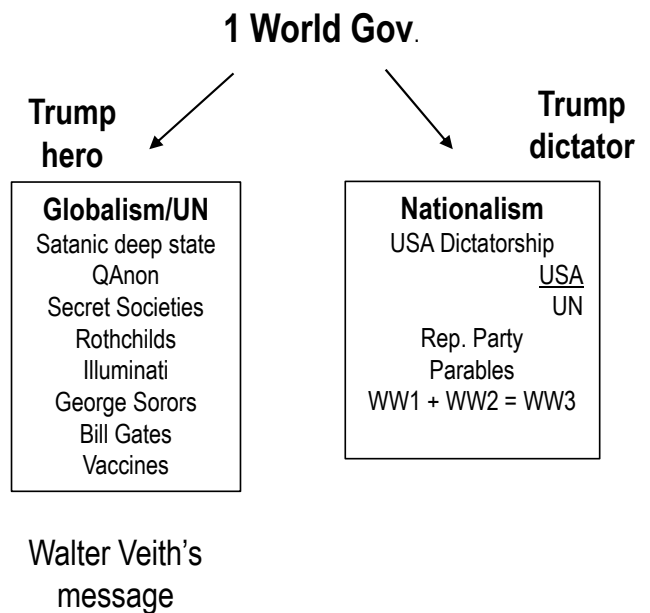 1 World Gov.
Trump
hero
Globalism/UN
Satanic deep state
QAnon
Secret Societies
Rothchilds
Illuminati
George Sorors
Bill Gates
Vaccines
Walter Veith's
message
Trump
dictator
Nationalism
USA Dictatorship
USA
UN
Rep. Party
Parables
WW1 + WW2 = WW3